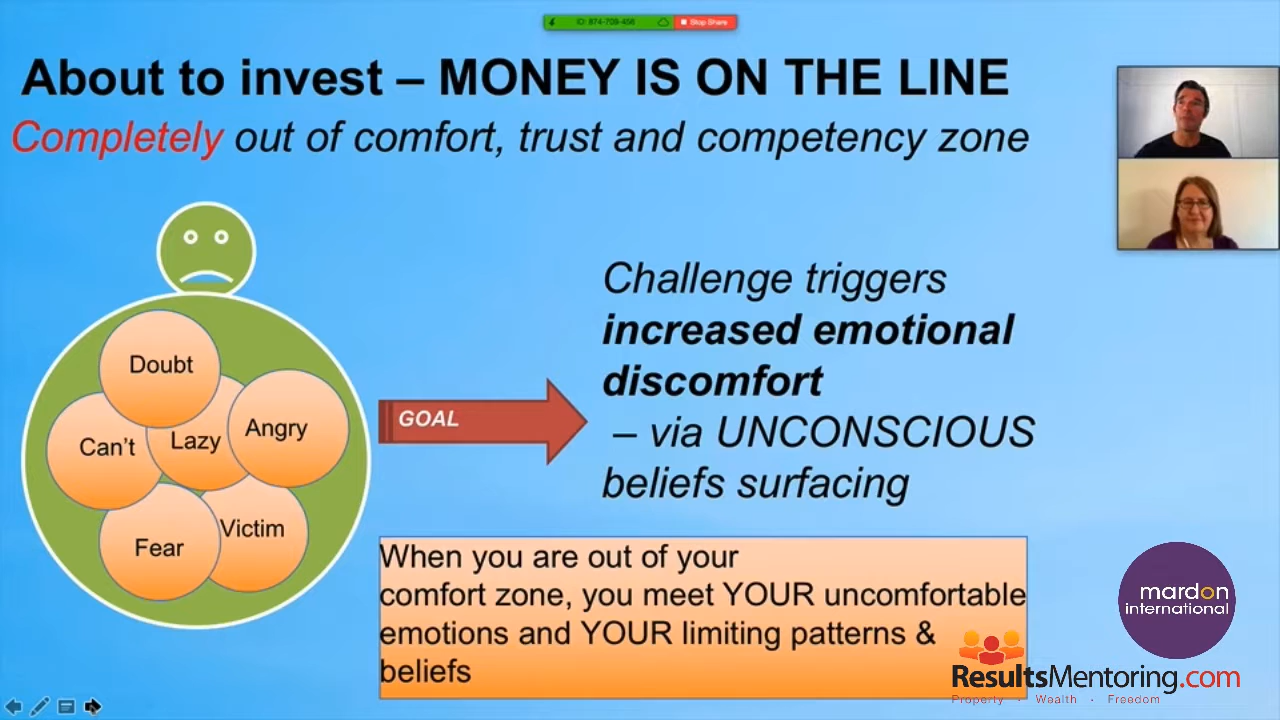 ID: 874-709-456
Stop Share
About to invest – MONEY IS ON THE LINE
Completely out of comfort, trust and competency zone
Doubt
Can't
Lazy
Angry
Fear
Victim
GOAL
Challenge triggers
increased emotional
discomfort
– via UNCONSCIOUS
beliefs surfacing
When you are out of your
comfort zone, you meet YOUR uncomfortable
emotions and YOUR limiting patterns &
beliefs
mardon
international
ResultsMentoring.com
Property · Wealth · Freedom